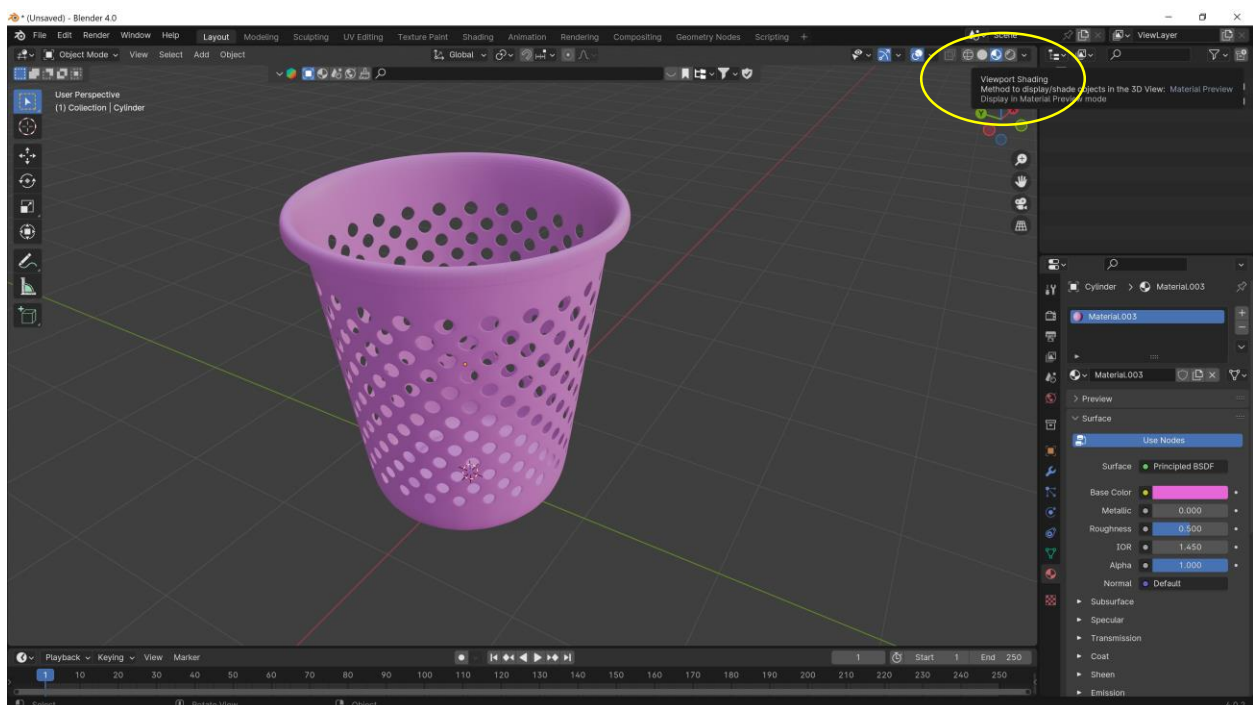 * (Unsaved) - Blender 4.0
File Edit Render Window Help Layout Modeling Sculpting UV Editing Texture Paint Shading Animation Rendering Compositing Geometry Nodes Scripting + Scene ViewLayer
Object Mode View Select Add Object Global
User Perspective
(1) Collection | Cylinder
Viewport Shading
Method to display/shade objects in the 3D View: Material Preview
Display in Material Preview mode
Y
X
Cylinder > Material.003
Material.003
Material.003
Preview
Surface
Use Nodes
Surface Principled BSDF
Base Color
Metallic 0.000
Roughness 0.500
IOR 1.450
Alpha 1.000
Normal Default
Subsurface
Specular
Transmission
Coat
Sheen
Emission
Playback Keying View Marker 1 Start 1 End 250
1 10 20 30 40 50 60 70 80 90 100 110 120 130 140 150 160 170 180 190 200 210 220 230 240 250
Select Rotate View Object